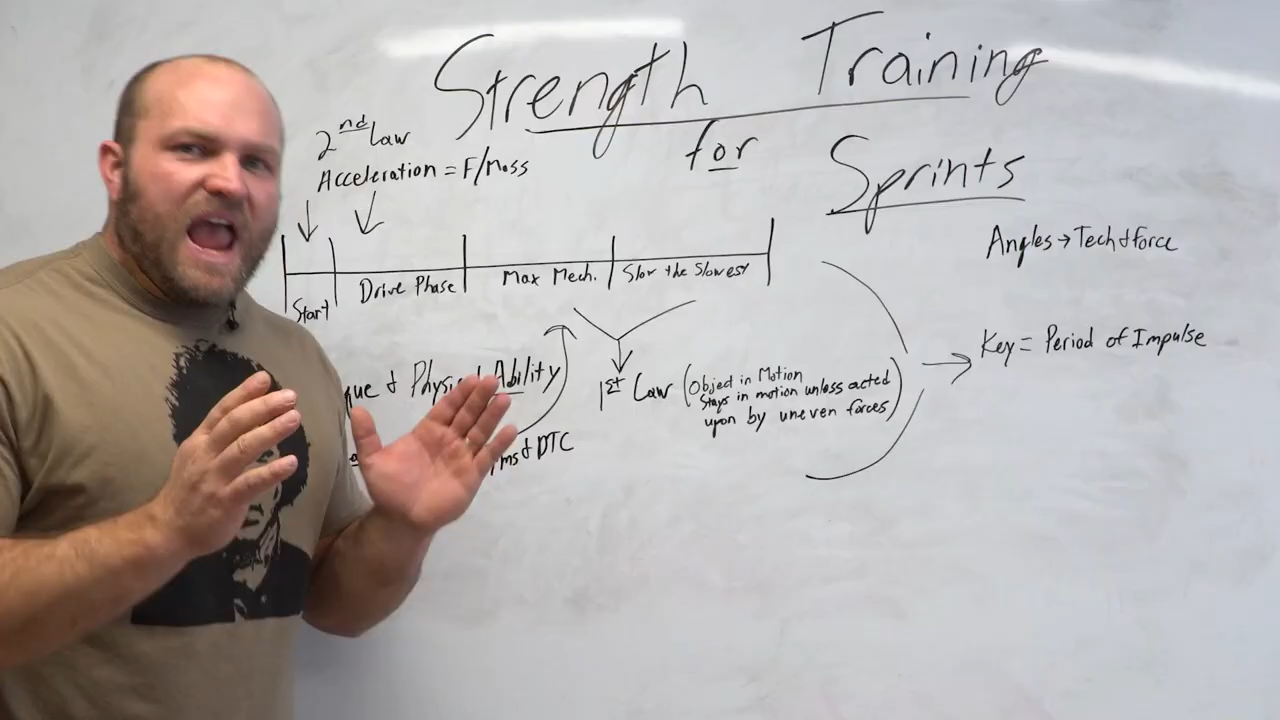 Strength Training
for Sprints
2nd Law
Acceleration = F/Mass
Start
Drive Phase
Max Mech.
Slow the Slowest
Angles → Tech & force
Key = Period of Impulse
1st Law (Object in Motion
stays in motion unless acted
upon by uneven forces)
que & Physical Ability
ms & DTC